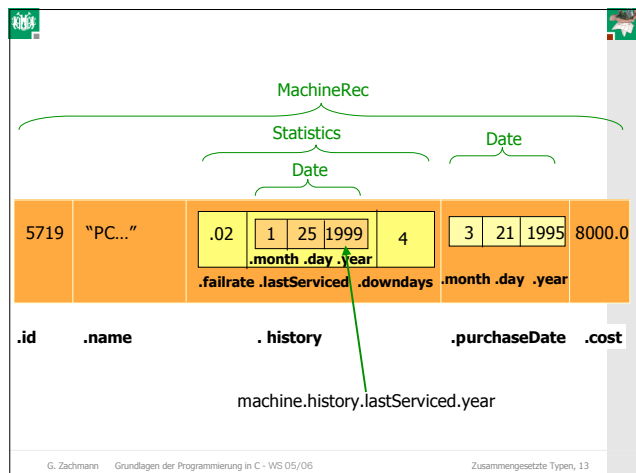 MachineRec
Statistics
Date
Date
5719 “PC…” .02 1 25 1999 4 3 21 1995 8000.0
.month .day .year
.failrate .lastServiced .downdays .month .day .year
.id .name . history .purchaseDate .cost
machine.history.lastServiced.year
G. Zachmann Grundlagen der Programmierung in C - WS 05/06 Zusammengesetzte Typen, 13